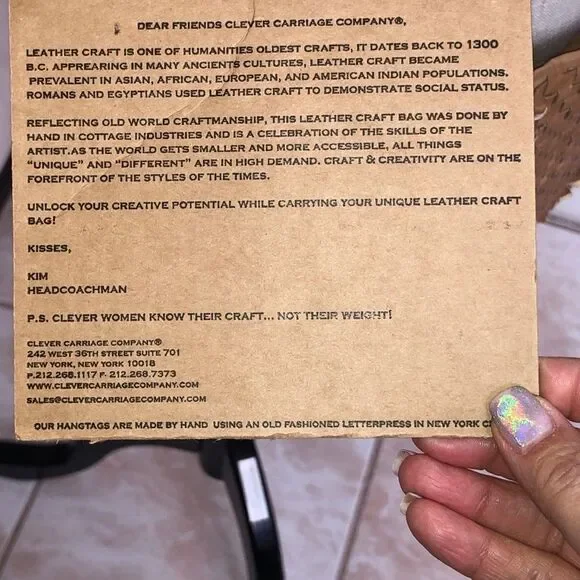 DEAR FRIENDS CLEVER CARRIAGE COMPANY®,
LEATHER CRAFT IS ONE OF HUMANITIES OLDEST CRAFTS, IT DATES BACK TO 1300
B.C. APPREARING IN MANY ANCIENTS CULTURES, LEATHER CRAFT BECAME
PREVALENT IN ASIAN, AFRICAN, EUROPEAN, AND AMERICAN INDIAN POPULATIONS.
ROMANS AND EGYPTIANS USED LEATHER CRAFT TO DEMONSTRATE SOCIAL STATUS.
REFLECTING OLD WORLD CRAFTMANSHIP, THIS LEATHER CRAFT BAG WAS DONE BY
HAND IN COTTAGE INDUSTRIES AND IS A CELEBRATION OF THE SKILLS OF THE
ARTIST.AS THE WORLD GETS SMALLER AND MORE ACCESSIBLE, ALL THINGS
"UNIQUE" AND "DIFFERENT" ARE IN HIGH DEMAND. CRAFT & CREATIVITY ARE ON THE
FOREFRONT OF THE STYLES OF THE TIMES.
UNLOCK YOUR CREATIVE POTENTIAL WHILE CARRYING YOUR UNIQUE LEATHER CRAFT
BAG!
KISSES,
KIM
HEADCOACHMAN
P.S. CLEVER WOMEN KNOW THEIR CRAFT... NOT THEIR WEIGHT!
CLEVER CARRIAGE COMPANY®
242 WEST 36TH STREET SUITE 701
NEW YORK, NEW YORK 10018
P.212.268.1117 F. 212.268.7373
WWW.CLEVERCARRIAGECOMPANY.COM
SALES@CLEVERCARRIAGECOMPANY.COM
OUR HANGTAGS ARE MADE BY HAND USING AN OLD FASHIONED LETTERPRESS IN NEW YORK